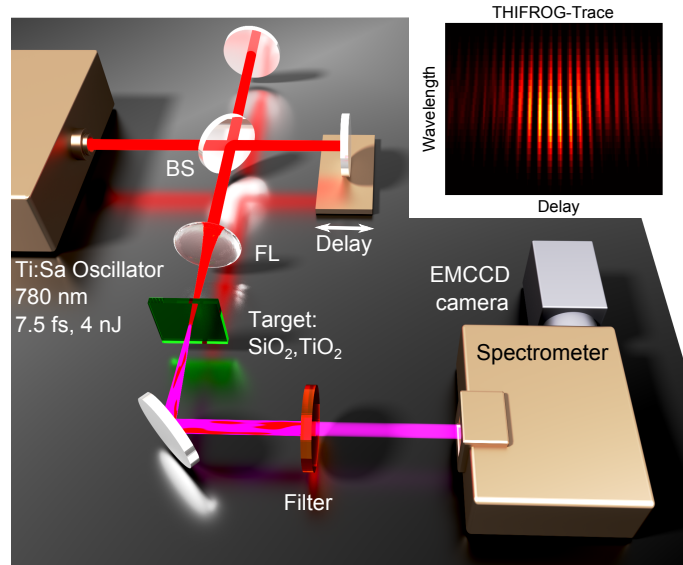 THIFROG-Trace
Wavelength
Delay
BS
FL
Delay
Ti:Sa Oscillator
780 nm
7.5 fs, 4 nJ
Target:
SiO₂,TiO₂
EMCCD
camera
Spectrometer
Filter